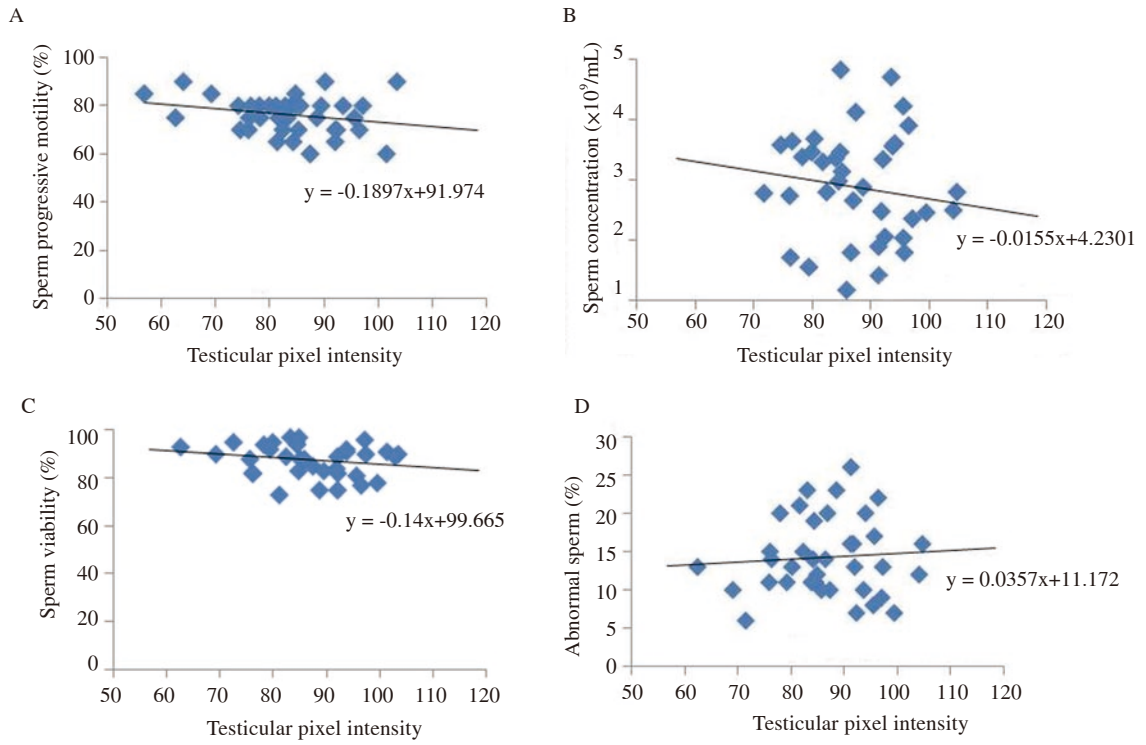 A
Sperm progressive motility (%)
100
80
60
40
20
0
50 60 70 80 90 100 110 120
Testicular pixel intensity
y = -0.1897x+91.974
B
Sperm concentration (×10⁹/mL)
5
4
3
2
1
50 60 70 80 90 100 110 120
Testicular pixel intensity
y = -0.0155x+4.2301
C
Sperm viability (%)
100
80
60
40
20
0
50 60 70 80 90 100 110 120
Testicular pixel intensity
y = -0.14x+99.665
D
Abnormal sperm (%)
30
25
20
15
10
5
0
50 60 70 80 90 100 110 120
Testicular pixel intensity
y = 0.0357x+11.172